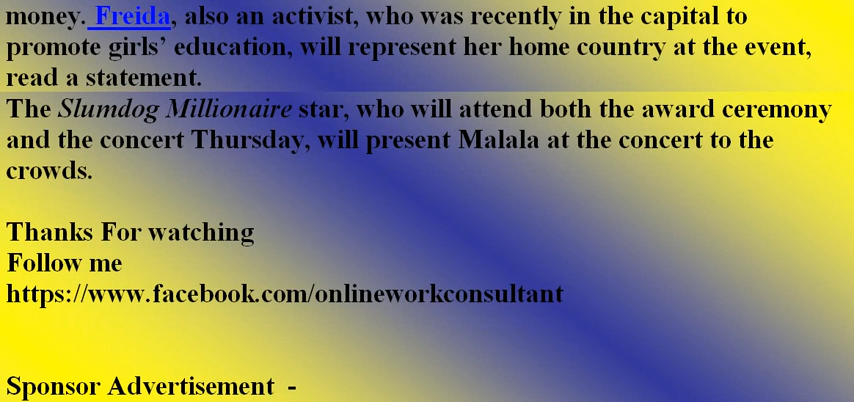 money. Freida, also an activist, who was recently in the capital to
promote girls’ education, will represent her home country at the event,
read a statement.
The Slumdog Millionaire star, who will attend both the award ceremony
and the concert Thursday, will present Malala at the concert to the
crowds.
Thanks For watching
Follow me
https://www.facebook.com/onlineworkconsultant
Sponsor Advertisement -